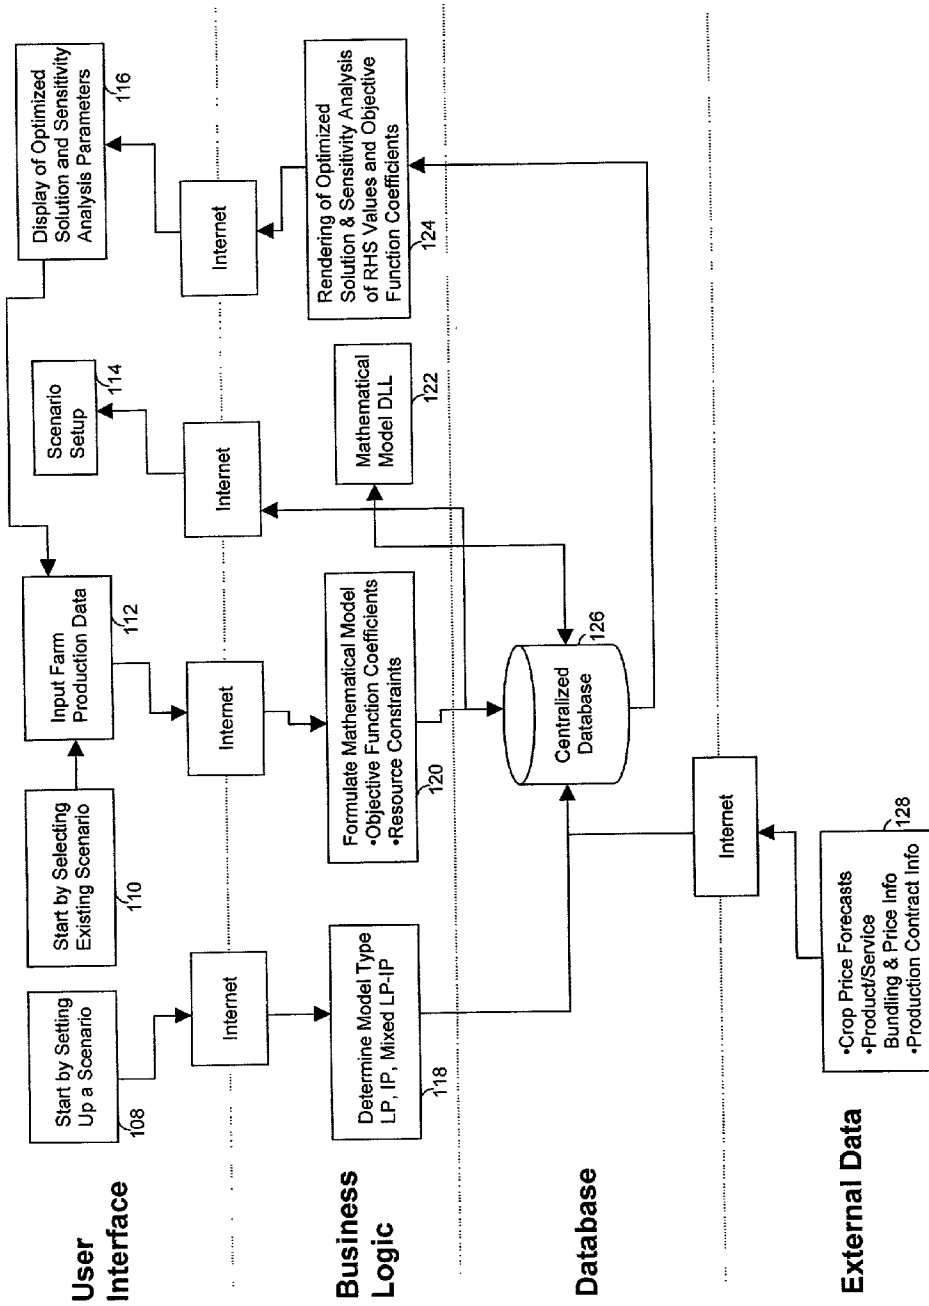 User
Interface
Start by Setting
Up a Scenario
108
Start by Selecting
Existing Scenario
110
Input Farm
Production Data
112
Scenario
Setup
114
Display of Optimized
Solution and Sensitivity
Analysis Parameters
116
Internet
Internet
Internet
Internet
Business
Logic
Determine Model Type
LP, IP, Mixed LP-IP
118
Formulate Mathematical Model
•Objective Function Coefficients
•Resource Constraints
120
Mathematical
Model DLL
122
Rendering of Optimized
Solution & Sensitivity Analysis
of RHS Values and Objective
Function Coefficients
124
Database
Centralized
Database
126
Internet
External Data
•Crop Price Forecasts
•Product/Service
Bundling & Price Info
•Production Contract Info
128